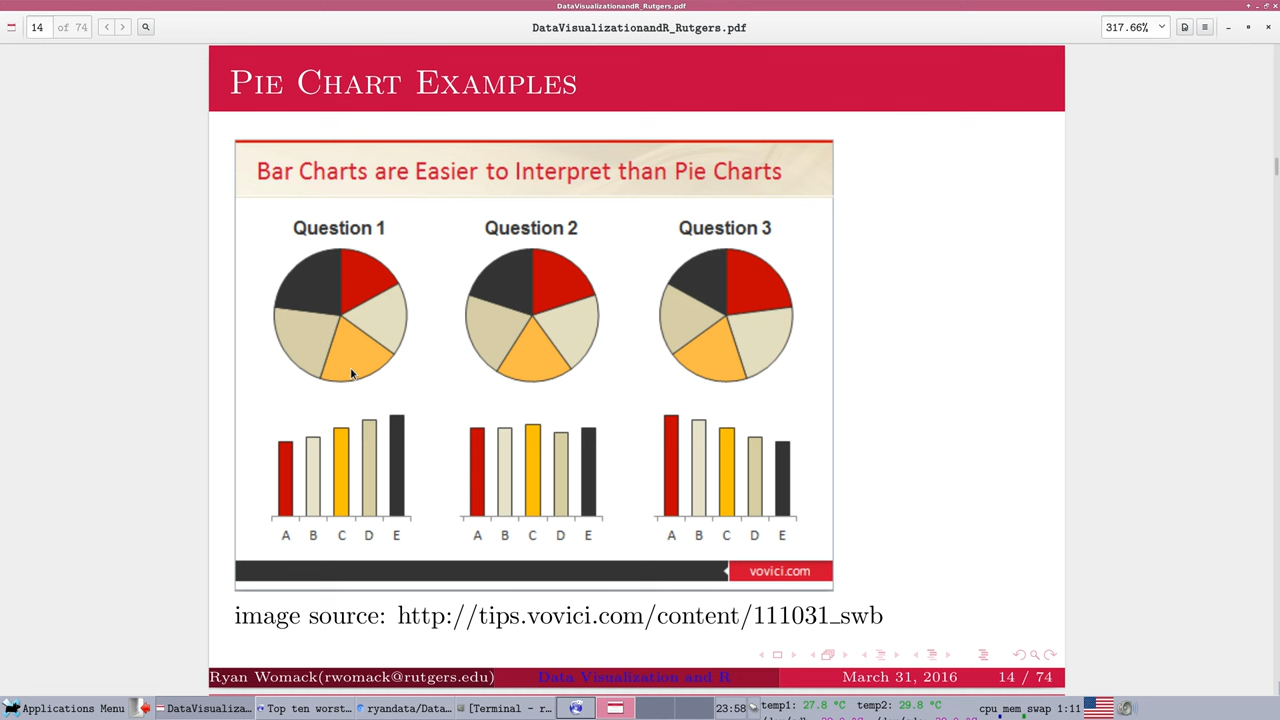 DataVisualizationandR_Rutgers.pdf
14 of 74
DataVisualizationandR_Rutgers.pdf
317.66%
Pie Chart Examples
Bar Charts are Easier to Interpret than Pie Charts
Question 1 Question 2 Question 3
A B C D E A B C D E A B C D E
vovici.com
image source: http://tips.vovici.com/content/111031_swb
Ryan Womack(rwomack@rutgers.edu) Data Visualization and R March 31, 2016 14 / 74
Applications Menu DataVisualiza... Top ten worst... ryan.../Data... [Terminal - r... 23:58 temp1: 27.8 °C temp2: 29.8 °C cpu mem swap 1:11